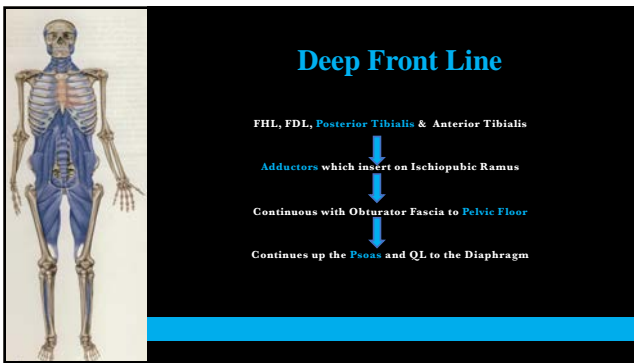 Deep Front Line
FHL, FDL, Posterior Tibialis & Anterior Tibialis
Adductors which insert on Ischiopubic Ramus
Continuous with Obturator Fascia to Pelvic Floor
Continues up the Psoas and QL to the Diaphragm